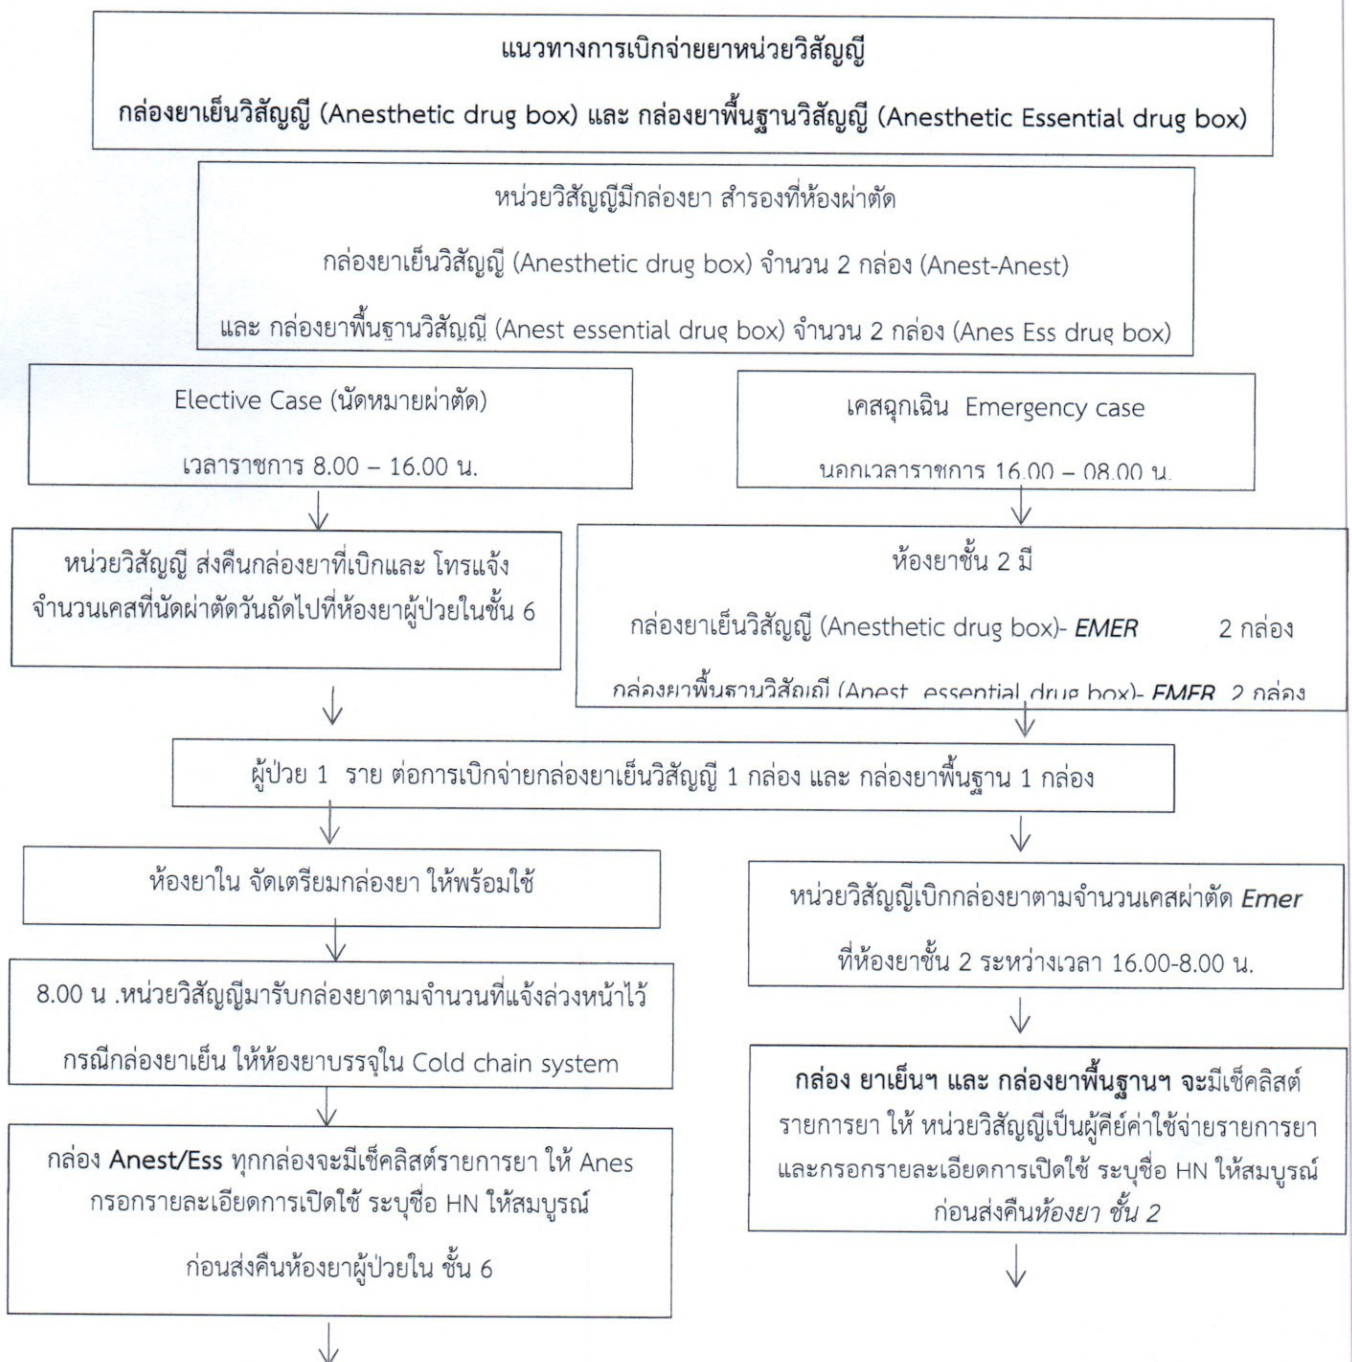 แนวทางการเบิกจ่ายยาหน่วยวิสัญญี
กล่องยาเย็นวิสัญญี (Anesthetic drug box) และ กล่องยาพื้นฐานวิสัญญี (Anesthetic Essential drug box)
หน่วยวิสัญญีมีกล่องยา สำรองที่ห้องผ่าตัด
กล่องยาเย็นวิสัญญี (Anesthetic drug box) จำนวน 2 กล่อง (Anest-Anest)
และ กล่องยาพื้นฐานวิสัญญี (Anest essential drug box) จำนวน 2 กล่อง (Anes Ess drug box)
Elective Case (นัดหมายผ่าตัด)
เวลาราชการ 8.00 – 16.00 น.
เคสฉุกเฉิน Emergency case
นอกเวลาราชการ 16.00 – 08.00 น.
หน่วยวิสัญญี ส่งคืนกล่องยาที่เบิกและ โทรแจ้ง
จำนวนเคสที่นัดผ่าตัดวันถัดไปที่ห้องยาผู้ป่วยในชั้น 6
ห้องยาชั้น 2 มี
กล่องยาเย็นวิสัญญี (Anesthetic drug box)- EMER 2 กล่อง
กล่องยาพื้นฐานวิสัญญี (Anest essential drug box)- EMER 2 กล่อง
ผู้ป่วย 1 ราย ต่อการเบิกจ่ายกล่องยาเย็นวิสัญญี 1 กล่อง และ กล่องยาพื้นฐาน 1 กล่อง
ห้องยาใน จัดเตรียมกล่องยา ให้พร้อมใช้
8.00 น .หน่วยวิสัญญีมารับกล่องยาตามจำนวนที่แจ้งล่วงหน้าไว้
กรณีกล่องยาเย็น ให้ห้องยาบรรจุใน Cold chain system
กล่อง Anest/Ess ทุกกล่องจะมีเช็คลิสต์รายการยา ให้ Anes
กรอกรายละเอียดการเปิดใช้ ระบุชื่อ HN ให้สมบูรณ์
ก่อนส่งคืนห้องยาผู้ป่วยใน ชั้น 6
หน่วยวิสัญญีเบิกกล่องยาตามจำนวนเคสผ่าตัด Emer
ที่ห้องยาชั้น 2 ระหว่างเวลา 16.00-8.00 น.
กล่อง ยาเย็นฯ และ กล่องยาพื้นฐานฯ จะมีเช็คลิสต์
รายการยา ให้ หน่วยวิสัญญีเป็นผู้คีย์ค่าใช้จ่ายรายการยา
และกรอกรายละเอียดการเปิดใช้ ระบุชื่อ HN ให้สมบูรณ์
ก่อนส่งคืนห้องยา ชั้น 2